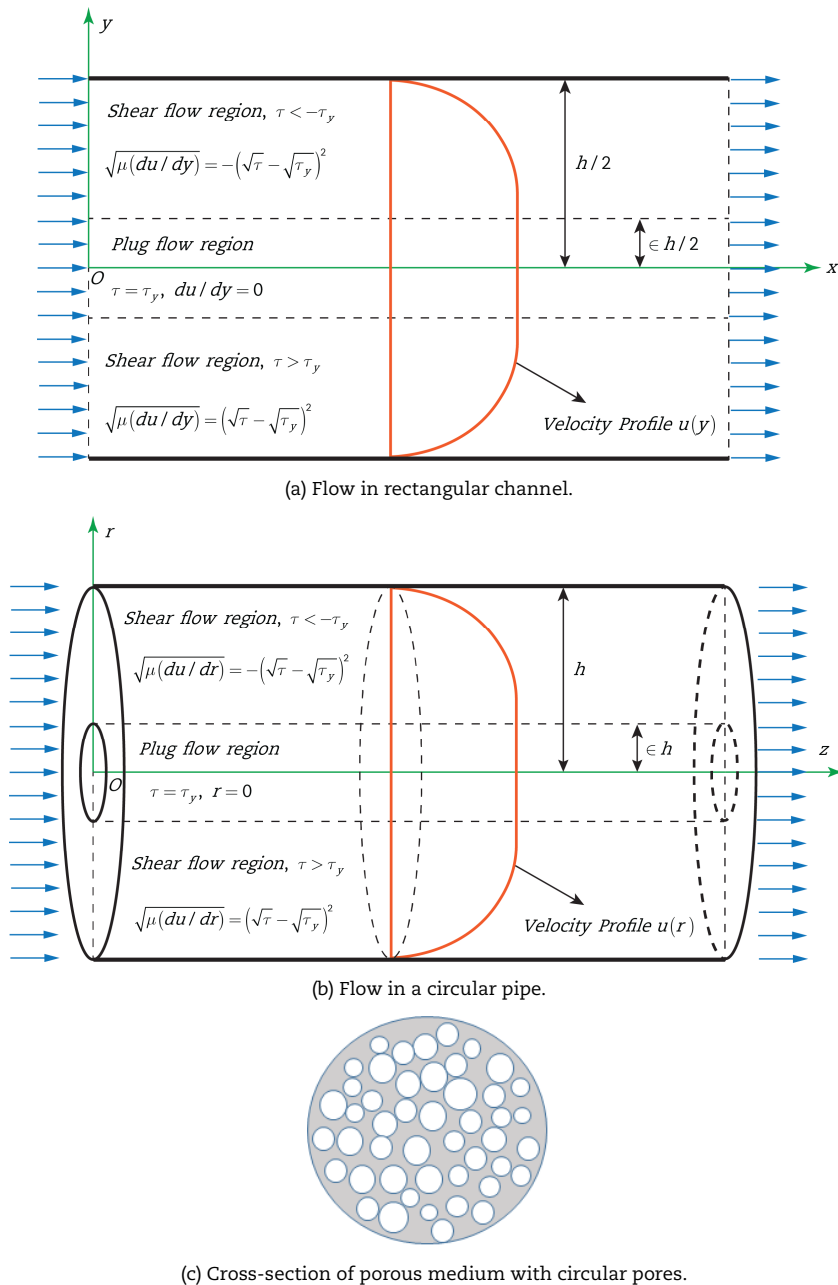 y
Shear flow region, τ < −τ_y
√(μ(du / dy)) = −(√τ − √τ_y)²
h / 2
Plug flow region
∈ h / 2
O
x
τ = τ_y, du / dy = 0
Shear flow region, τ > τ_y
√(μ(du / dy)) = (√τ − √τ_y)²
Velocity Profile u(y)
(a) Flow in rectangular channel.
r
Shear flow region, τ < −τ_y
√(μ(du / dr)) = −(√τ − √τ_y)²
h
Plug flow region
∈ h
z
O
τ = τ_y, r = 0
Shear flow region, τ > τ_y
√(μ(du / dr)) = (√τ − √τ_y)²
Velocity Profile u(r)
(b) Flow in a circular pipe.
(c) Cross-section of porous medium with circular pores.